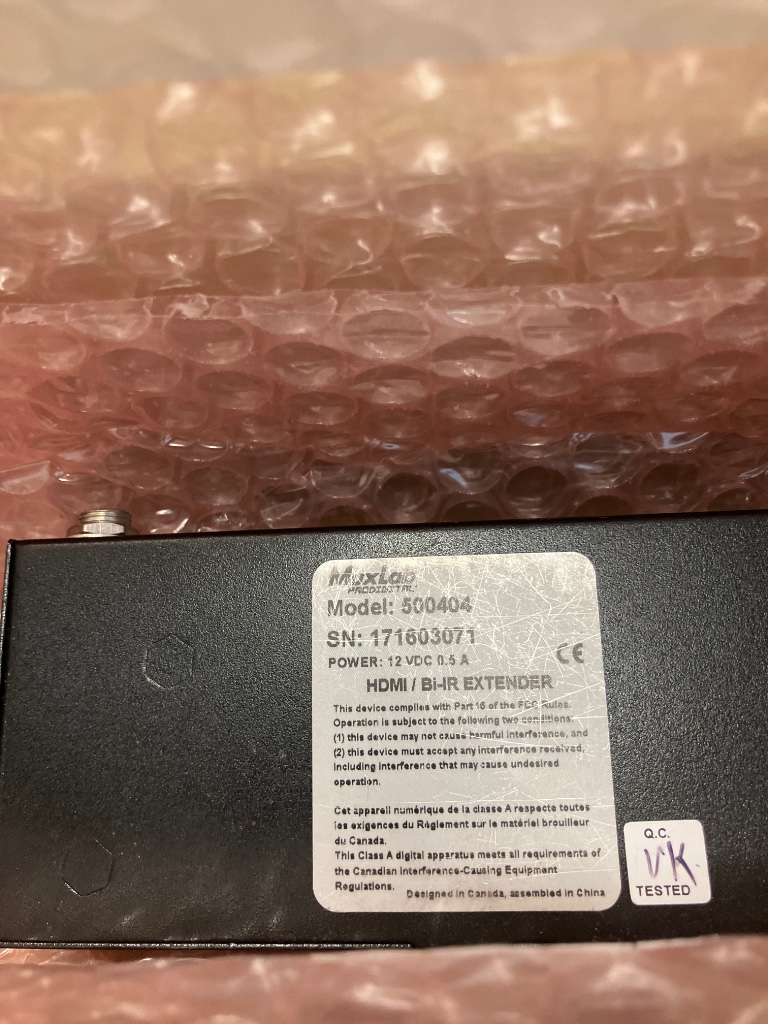 MuxLab
PRODIGITAL
Model: 500404
SN: 171603071
POWER: 12 VDC 0.5 A
CE
HDMI / Bi-IR EXTENDER
This device complies with Part 15 of the FCC Rules.
Operation is subject to the following two conditions:
(1) this device may not cause harmful interference, and
(2) this device must accept any interference received,
including interference that may cause undesired
operation.
Cet appareil numérique de la classe A respecte toutes
les exigences du Règlement sur le matériel brouilleur
du Canada.
This Class A digital apparatus meets all requirements of
the Canadian Interference-Causing Equipment
Regulations.
Designed in Canada, assembled in China
Q.C.
VK
TESTED